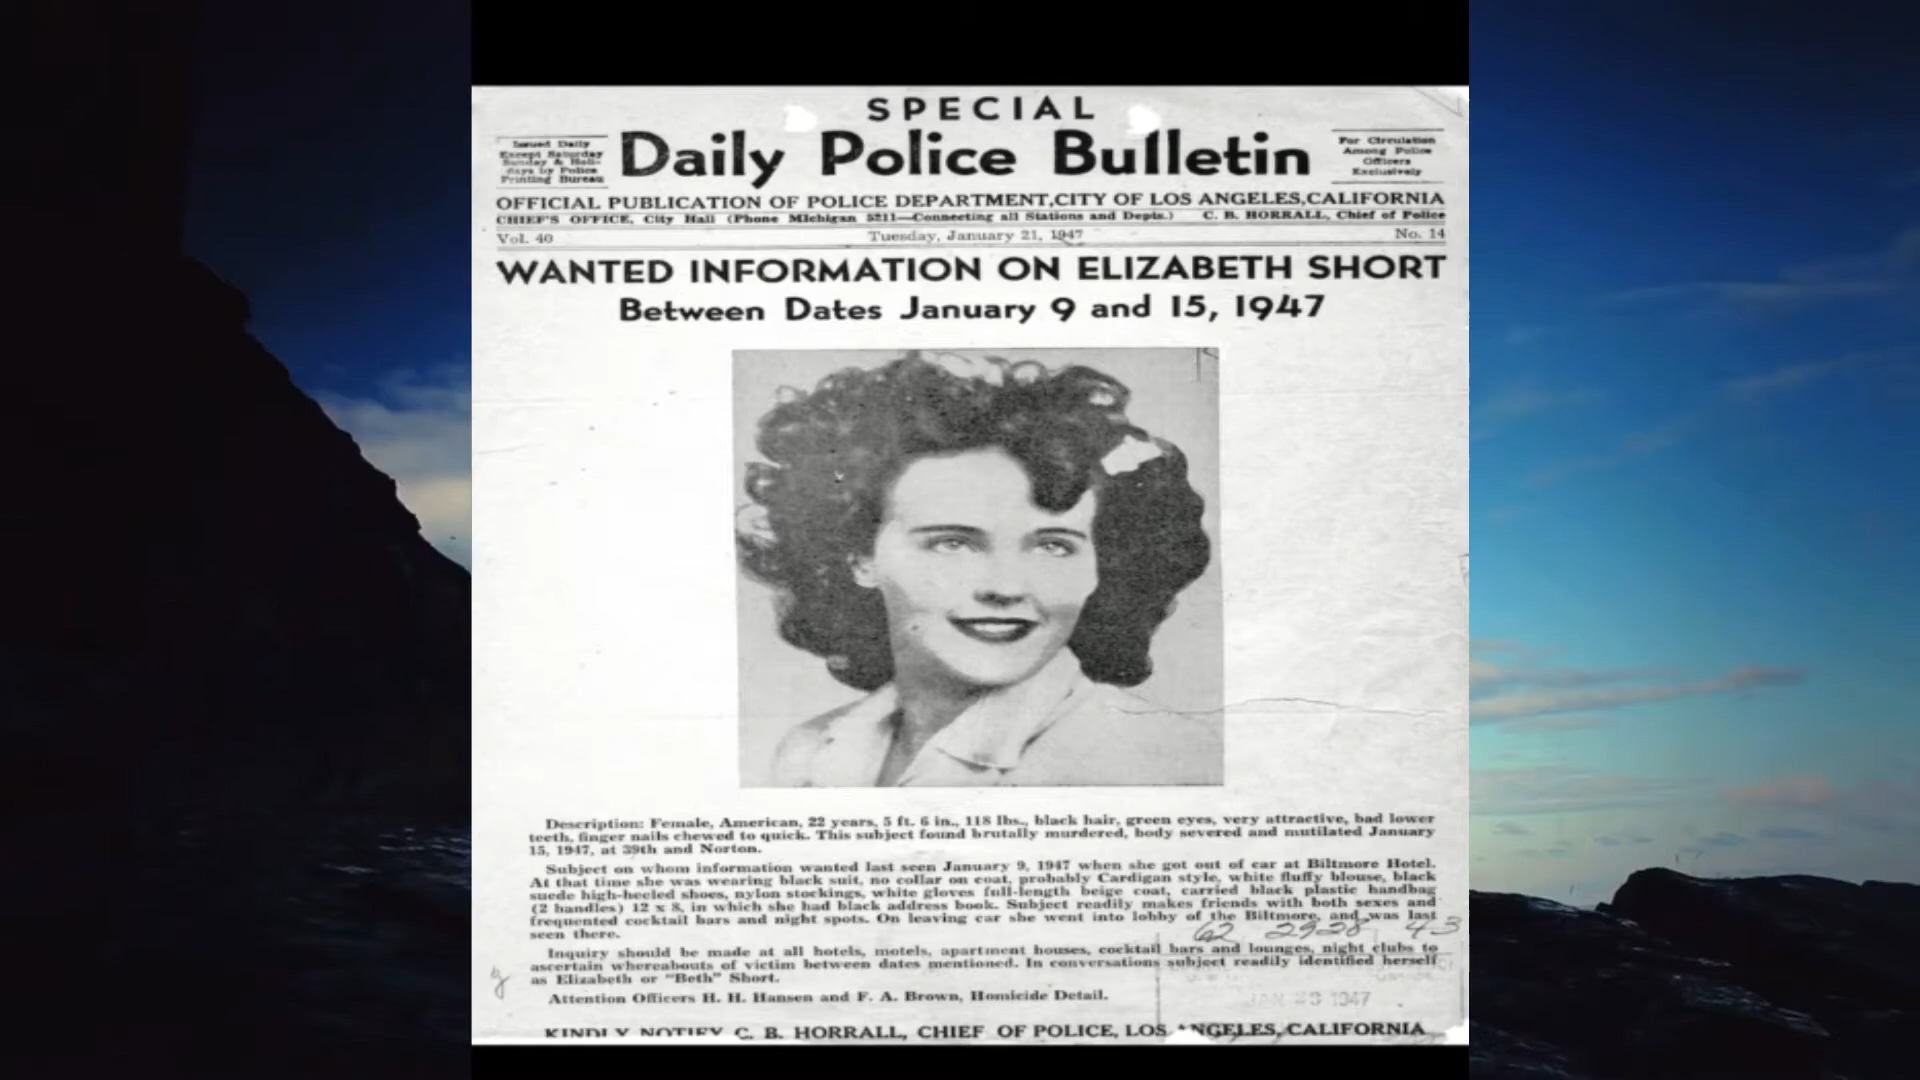 SPECIAL
Issued Daily
Except Saturday
Sunday & Holi-
days by Police
Printing Bureau
Daily Police Bulletin
For Circulation
Among Police
Officers
Exclusively
OFFICIAL PUBLICATION OF POLICE DEPARTMENT,CITY OF LOS ANGELES,CALIFORNIA
CHIEF'S OFFICE, City Hall (Phone MIchigan 5211—Connecting all Stations and Depts.) C. B. HORRALL, Chief of Police
Vol. 40 Tuesday, January 21, 1947 No. 14
WANTED INFORMATION ON ELIZABETH SHORT
Between Dates January 9 and 15, 1947
Description: Female, American, 22 years, 5 ft. 6 in., 118 lbs., black hair, green eyes, very attractive, bad lower
teeth, finger nails chewed to quick. This subject found brutally murdered, body severed and mutilated January
15, 1947, at 39th and Norton.
Subject on whom information wanted last seen January 9, 1947 when she got out of car at Biltmore Hotel.
At that time she was wearing black suit, no collar on coat, probably Cardigan style, white fluffy blouse, black
suede high-heeled shoes, nylon stockings, white gloves full-length beige coat, carried black plastic handbag
(2 handles) 12 x 8, in which she had black address book. Subject readily makes friends with both sexes and
frequented cocktail bars and night spots. On leaving car she went into lobby of the Biltmore, and was last
seen there.
62 2928 43
Inquiry should be made at all hotels, motels, apartment houses, cocktail bars and lounges, night clubs to
ascertain whereabouts of victim between dates mentioned. In conversations subject readily identified herself
as Elizabeth or "Beth" Short.
Attention Officers H. H. Hansen and F. A. Brown, Homicide Detail.
1947
KINDLY NOTIFY C. B. HORRALL, CHIEF OF POLICE, LOS ANGELES, CALIFORNIA